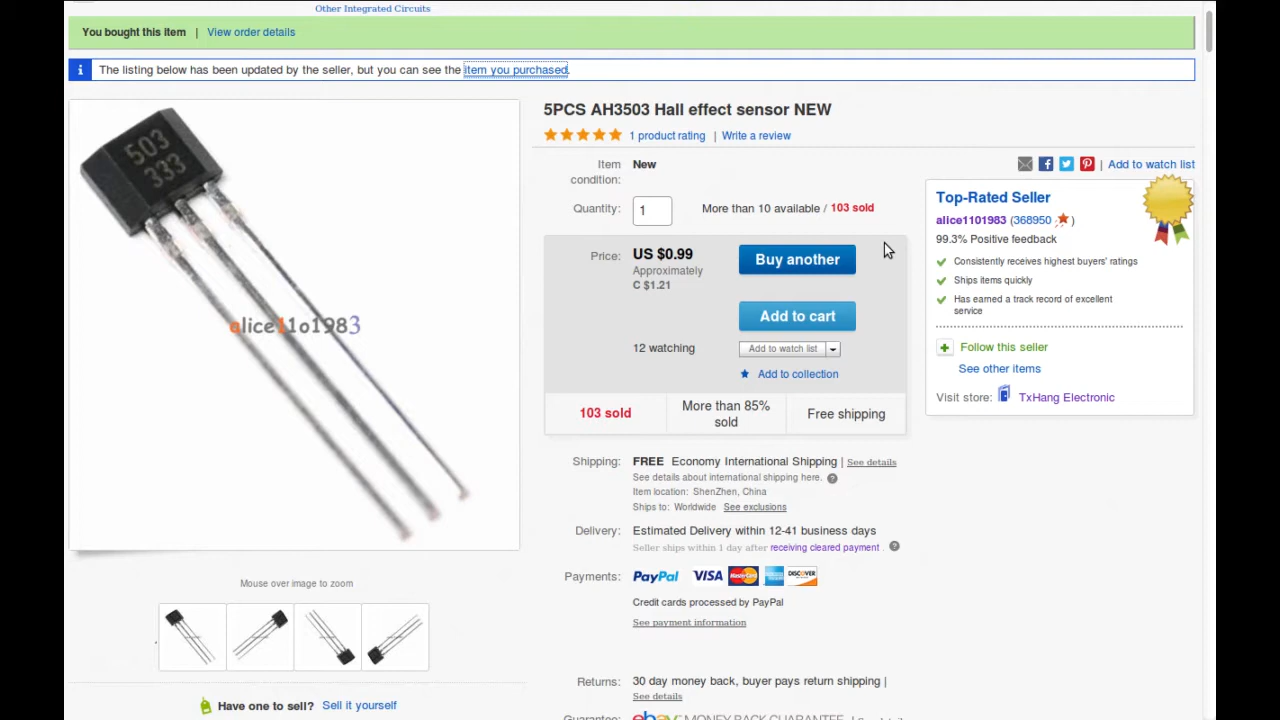 Other Integrated Circuits
You bought this item | View order details
i The listing below has been updated by the seller, but you can see the item you purchased.
503
333
alice11o1983
Mouse over image to zoom
Have one to sell? Sell it yourself
5PCS AH3503 Hall effect sensor NEW
1 product rating | Write a review
Item condition: New
Quantity: 1 More than 10 available / 103 sold
Price: US $0.99 Buy another
Approximately
C $1.21
Add to cart
12 watching Add to watch list
Add to collection
103 sold More than 85% sold Free shipping
Shipping: FREE Economy International Shipping | See details
See details about international shipping here. ?
Item location: ShenZhen, China
Ships to: Worldwide See exclusions
Delivery: Estimated Delivery within 12-41 business days
Seller ships within 1 day after receiving cleared payment . ?
Payments: PayPal VISA MasterCard DISCOVER
Credit cards processed by PayPal
See payment information
Returns: 30 day money back, buyer pays return shipping |
See details
Guarantee: ebay MONEY BACK GUARANTEE | See details
| Add to watch list
Top-Rated Seller
alice1101983 (368950 )
99.3% Positive feedback
Consistently receives highest buyers' ratings
Ships items quickly
Has earned a track record of excellent
service
Follow this seller
See other items
Visit store: TxHang Electronic